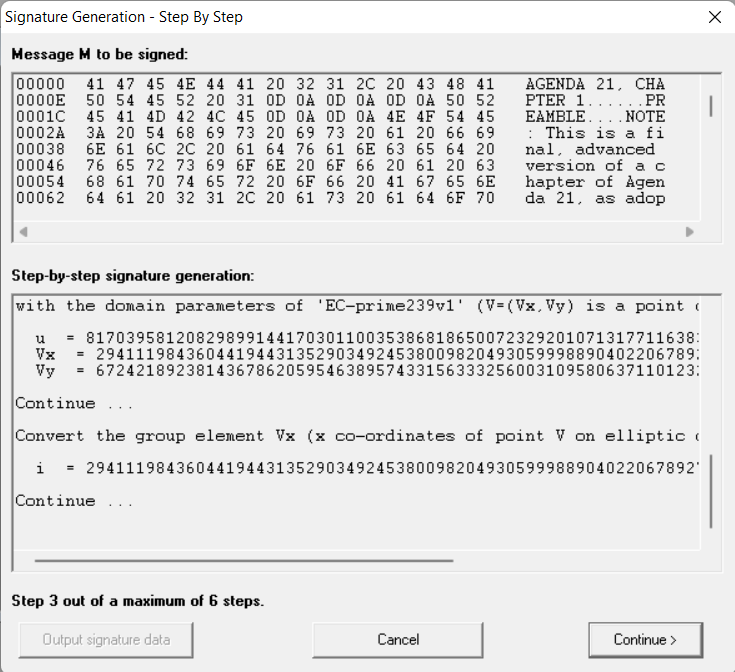 Signature Generation - Step By Step
Message M to be signed:
00000 41 47 45 4E 44 41 20 32 31 2C 20 43 48 41 AGENDA 21, CHA
0000E 50 54 45 52 20 31 0D 0A 0D 0A 0D 0A 50 52 PTER 1......PR
0001C 45 41 4D 42 4C 45 0D 0A 0D 0A 4E 4F 54 45 EAMBLE....NOTE
0002A 3A 20 54 68 69 73 20 69 73 20 61 20 66 69 : This is a fi
00038 6E 61 6C 2C 20 61 64 76 61 6E 63 65 64 20 nal, advanced
00046 76 65 72 73 69 6F 6E 20 6F 66 20 61 20 63 version of a c
00054 68 61 70 74 65 72 20 6F 66 20 41 67 65 6E hapter of Agen
00062 64 61 20 32 31 2C 20 61 73 20 61 64 6F 70 da 21, as adop
Step-by-step signature generation:
with the domain parameters of 'EC-prime239v1' (V=(Vx,Vy) is a point
u = 8170395812082989914417030110035386818650072329201071317711638
Vx = 294111984360441944313529034924538009820493059998890402206789
Vy = 672421892381436786205954638957433156333256003109580637110123
Continue ...
Convert the group element Vx (x co-ordinates of point V on elliptic
i = 294111984360441944313529034924538009820493059998890402206789
Continue ...
Step 3 out of a maximum of 6 steps.
Output signature data
Cancel
Continue >